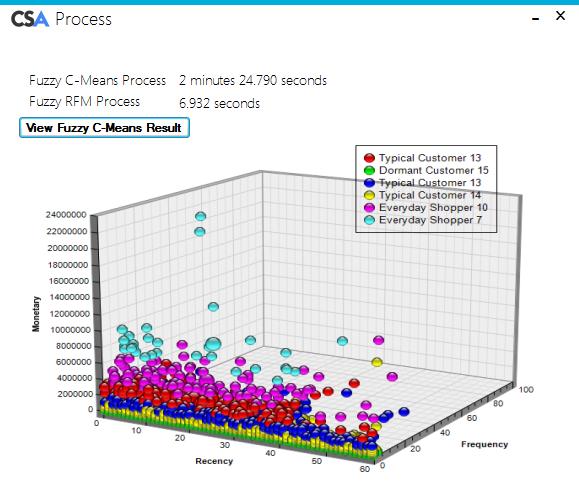 CSA Process
Fuzzy C-Means Process 2 minutes 24.790 seconds
Fuzzy RFM Process 6.932 seconds
View Fuzzy C-Means Result
Typical Customer 13
Dormant Customer 15
Typical Customer 13
Typical Customer 14
Everyday Shopper 10
Everyday Shopper 7
24000000
22000000
20000000
18000000
16000000
14000000
12000000
10000000
8000000
6000000
4000000
2000000
0
Monetary
0
10
20
30
40
50
60
Recency
0
20
40
60
80
100
Frequency